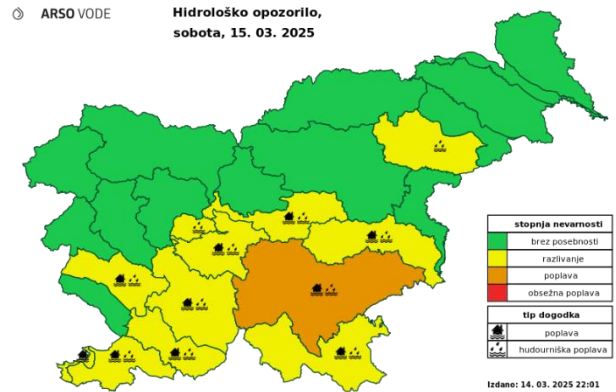 ARSO VODE
Hidrološko opozorilo,
sobota, 15. 03. 2025
stopnja nevarnosti
brez posebnosti
razlivanje
poplava
obsežna poplava
tip dogodka
poplava
hudourniška poplava
Izdano: 14. 03. 2025 22:01